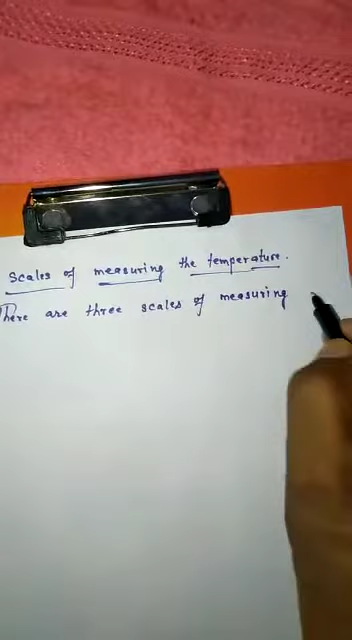 Scales of measuring the temperature.
There are three scales of measuring